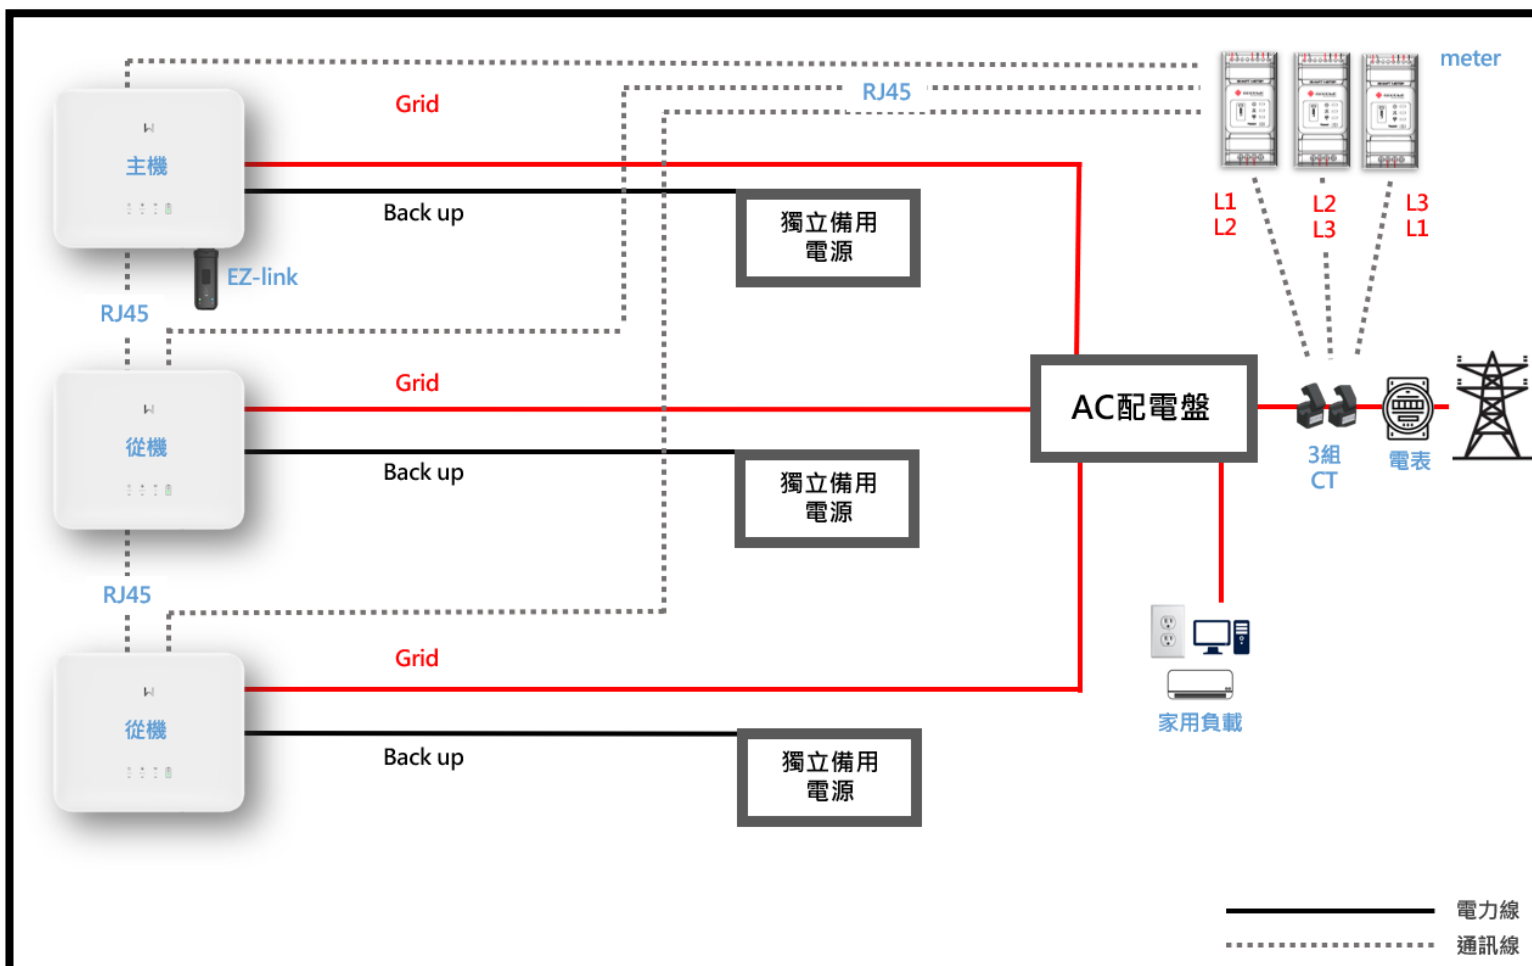 meter
RJ45
Grid
主機
Back up
獨立備用
電源
L1
L2
L2
L3
L3
L1
EZ-link
RJ45
Grid
從機
Back up
獨立備用
電源
AC配電盤
3組
CT
電表
RJ45
Grid
從機
Back up
獨立備用
電源
家用負載
電力線
通訊線